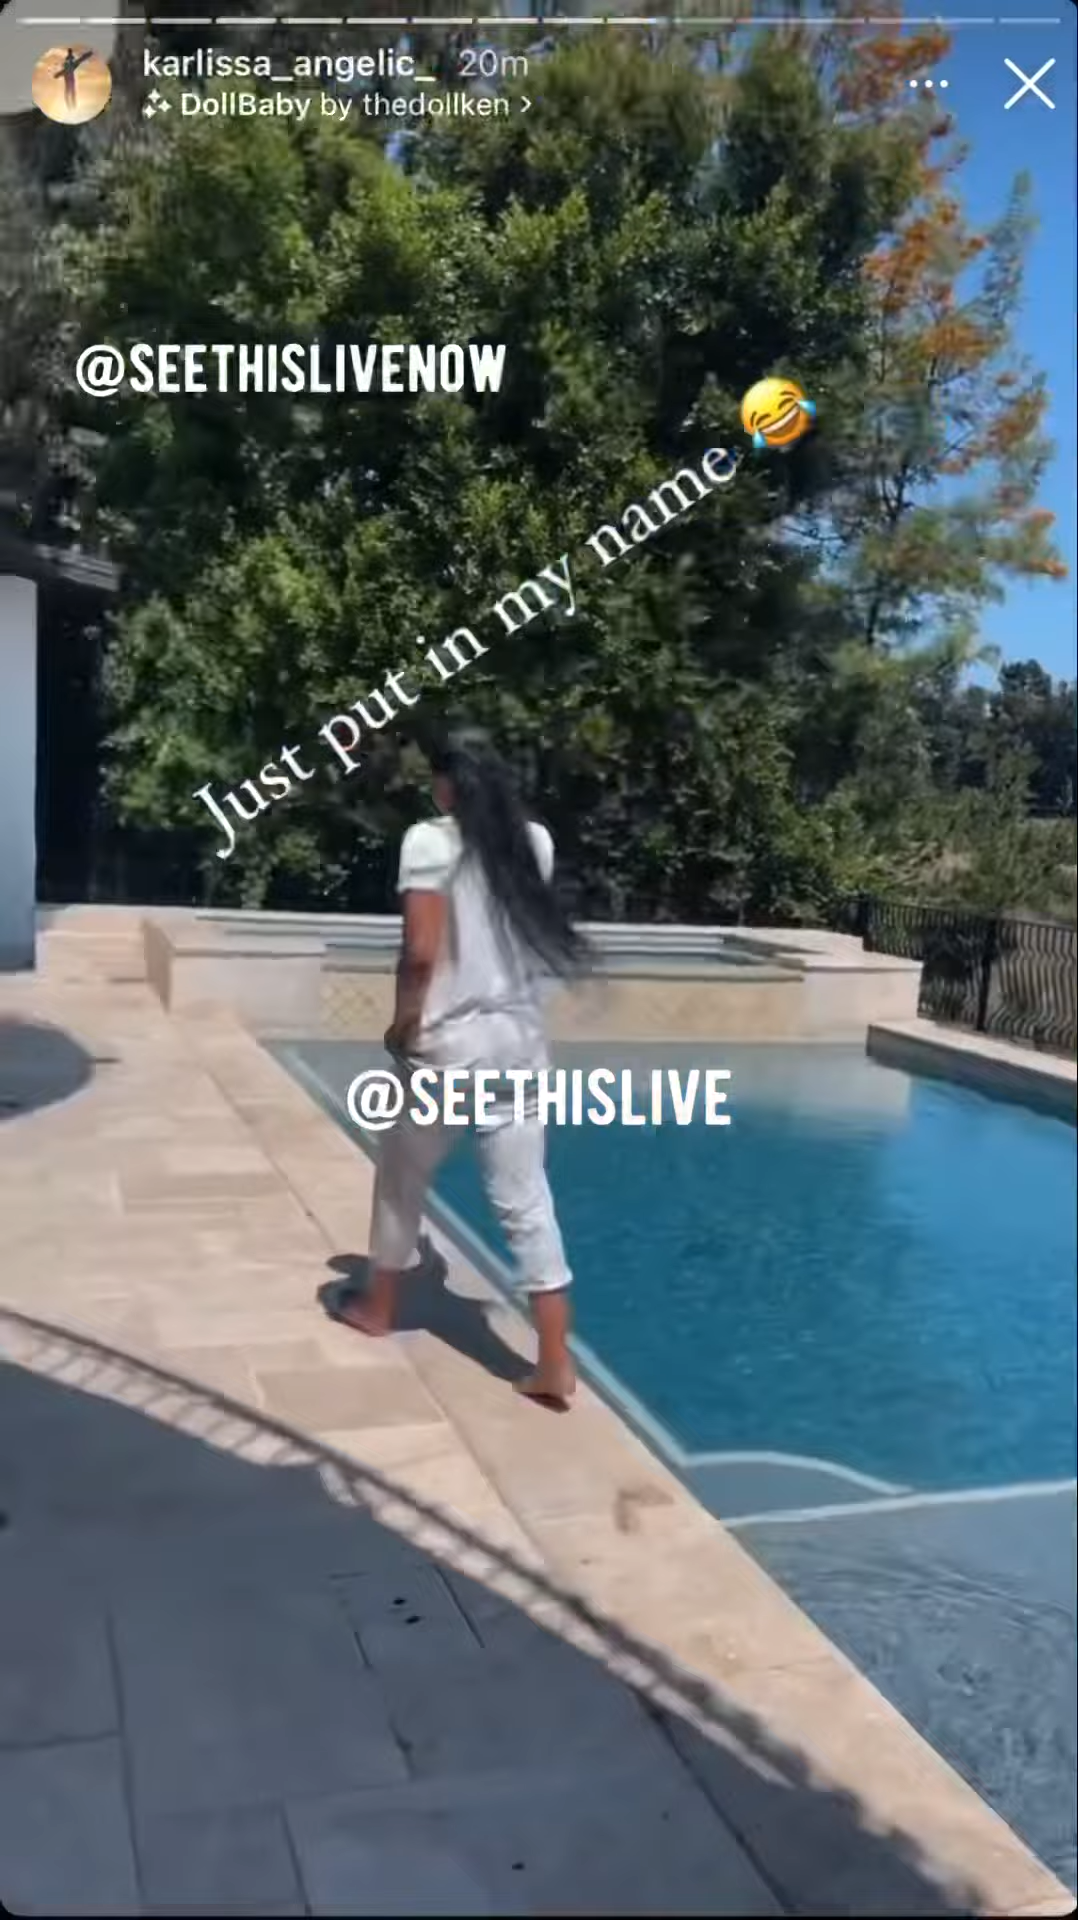 karlissa_angelic_ 20m
DollBaby by thedollken >
@SEETHISLIVENOW
Just put in my name 😂
@SEETHISLIVE